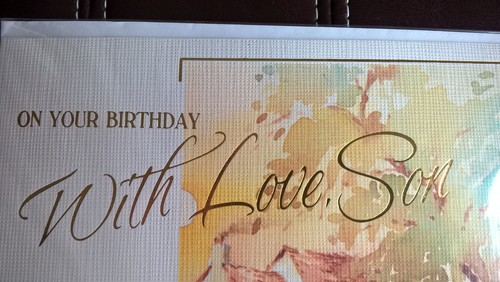 ON YOUR BIRTHDAY
With Love, Son